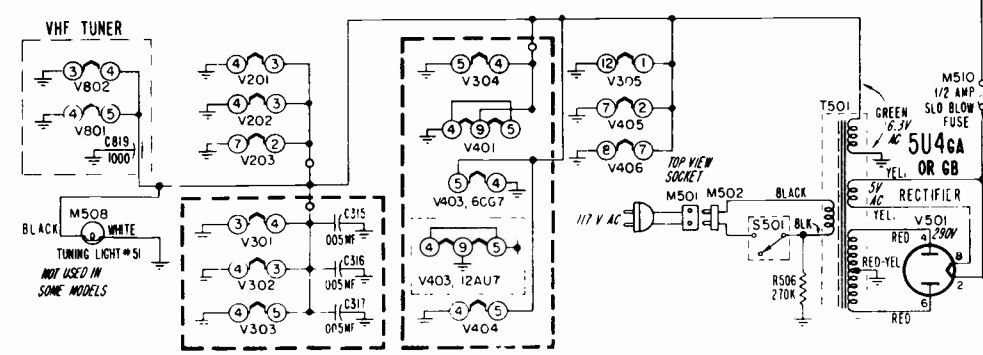 VHF TUNER
3 4
V802
4 5
V801
C819
1000
BLACK
M508
WHITE
TUNING LIGHT #51
NOT USED IN
SOME MODELS
4 3
V201
4 3
V202
7 2
V203
4 3
V301
C315
005MF
4 3
V302
C316
005MF
4 3
V303
C317
005MF
5 4
V304
4 9 5
V401
5 4
V403, 6CG7
4 9 5
V403, 12AU7
4 5
V404
12 1
V305
7 2
V405
8 7
V406
TOP VIEW
SOCKET
M501 M502
117 V AC
BLACK
S501
BLK
R506
270K
T501
GREEN
6.3V
AC
M510
1/2 AMP
SLO BLOW
FUSE
5U4GA
OR GB
YEL.
5V
AC
RECTIFIER
YEL.
V501
290V
RED
4
8
RED-YEL
2
6
RED